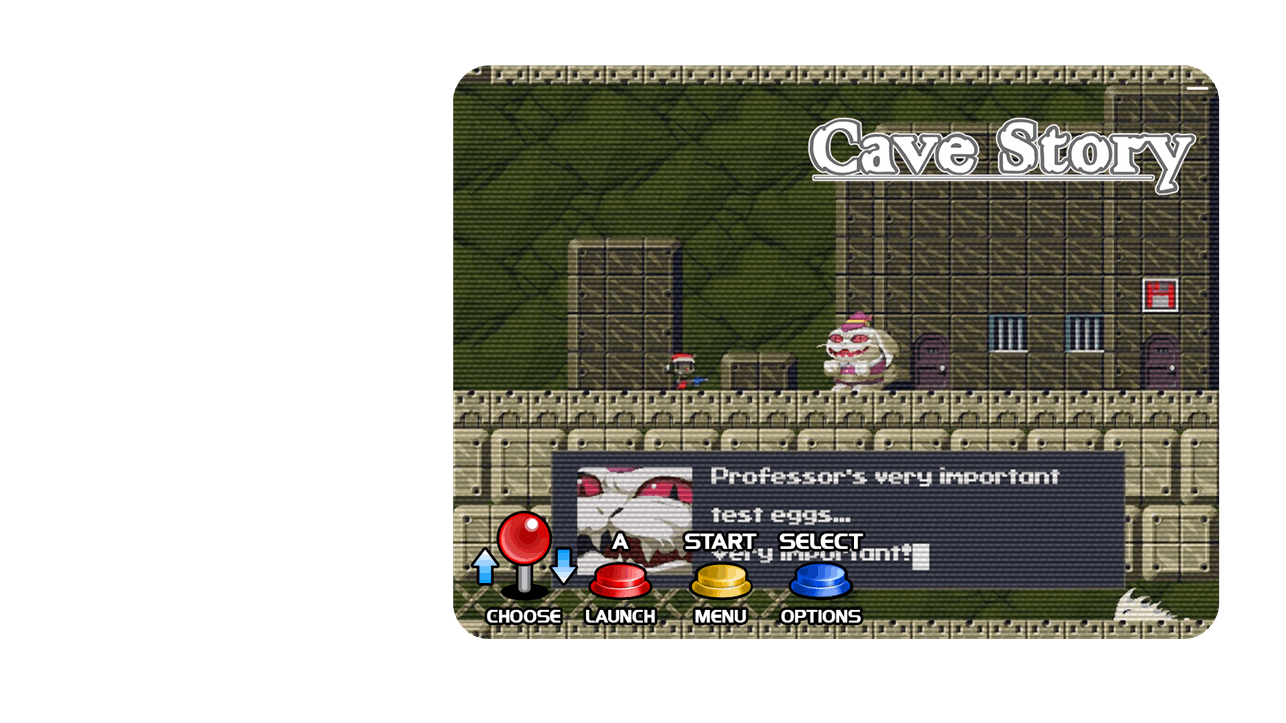 Cave Story
Professor's very important
test eggs...
very important!
A START SELECT
CHOOSE LAUNCH MENU OPTIONS